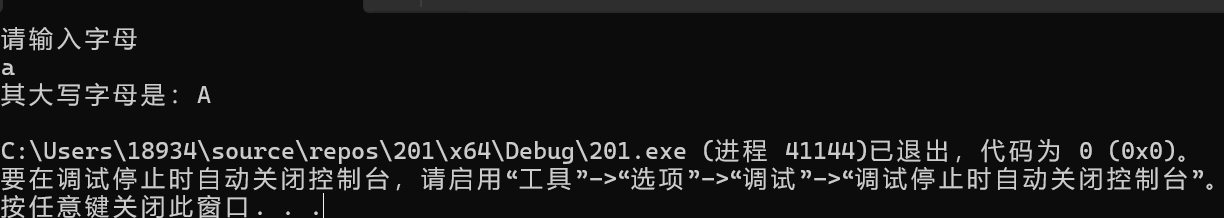 请输入字母
a
其大写字母是：A
C:\Users\18934\source\repos\201\x64\Debug\201.exe (进程 41144)已退出，代码为 0 (0x0)。
要在调试停止时自动关闭控制台，请启用“工具”->“选项”->“调试”->“调试停止时自动关闭控制台”。
按任意键关闭此窗口. . .